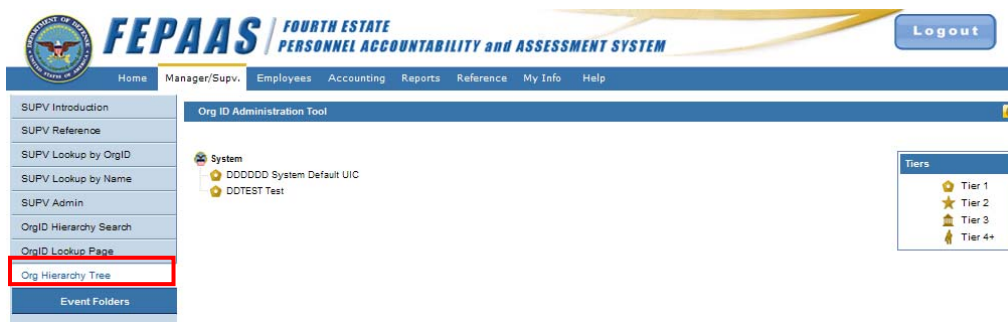 FEPAAS
FOURTH ESTATE
PERSONNEL ACCOUNTABILITY and ASSESSMENT SYSTEM
Logout
Home Manager/Supv. Employees Accounting Reports Reference My Info Help
SUPV Introduction
SUPV Reference
SUPV Lookup by OrgID
SUPV Lookup by Name
SUPV Admin
OrgID Hierarchy Search
OrgID Lookup Page
Org Hierarchy Tree
Event Folders
Org ID Administration Tool
System
DDDDDD System Default UIC
DDTEST Test
Tiers
Tier 1
Tier 2
Tier 3
Tier 4+